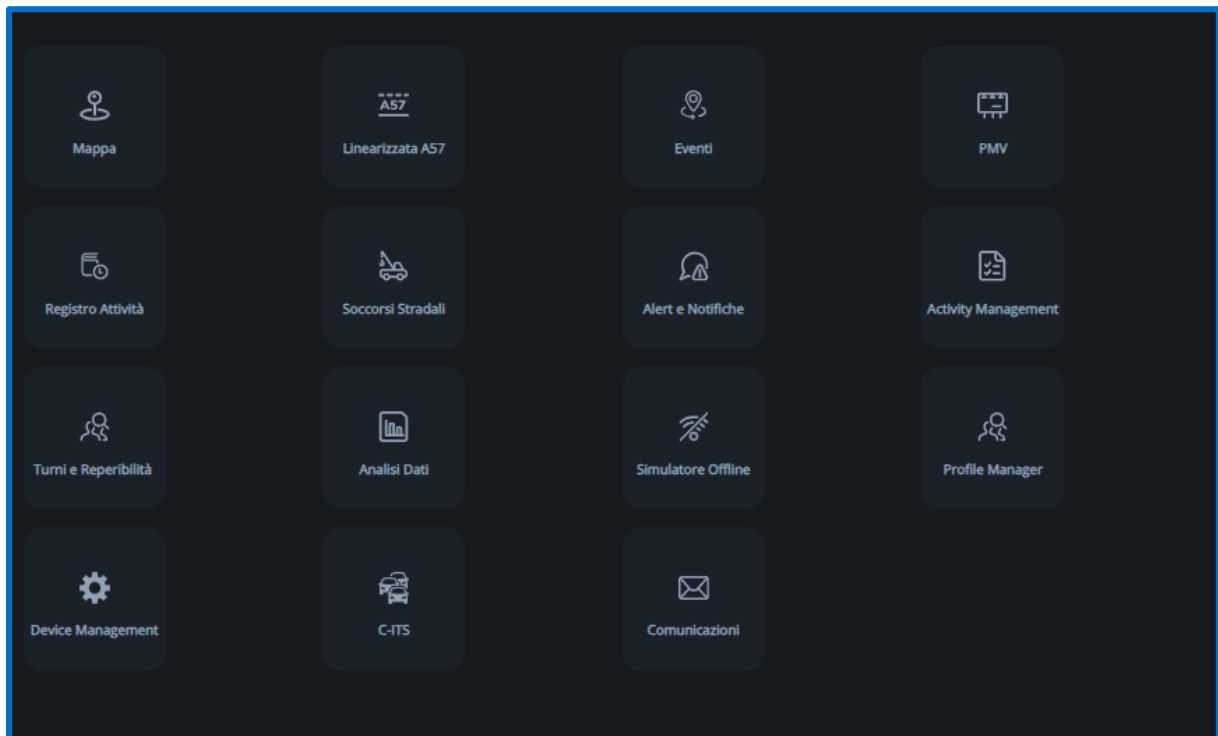 Mappa
A57
Linearizzata A57
Eventi
PMV
Registro Attività
Soccorsi Stradali
Alert e Notifiche
Activity Management
Turni e Reperibilità
Analisi Dati
Simulatore Offline
Profile Manager
Device Management
C-ITS
Comunicazioni